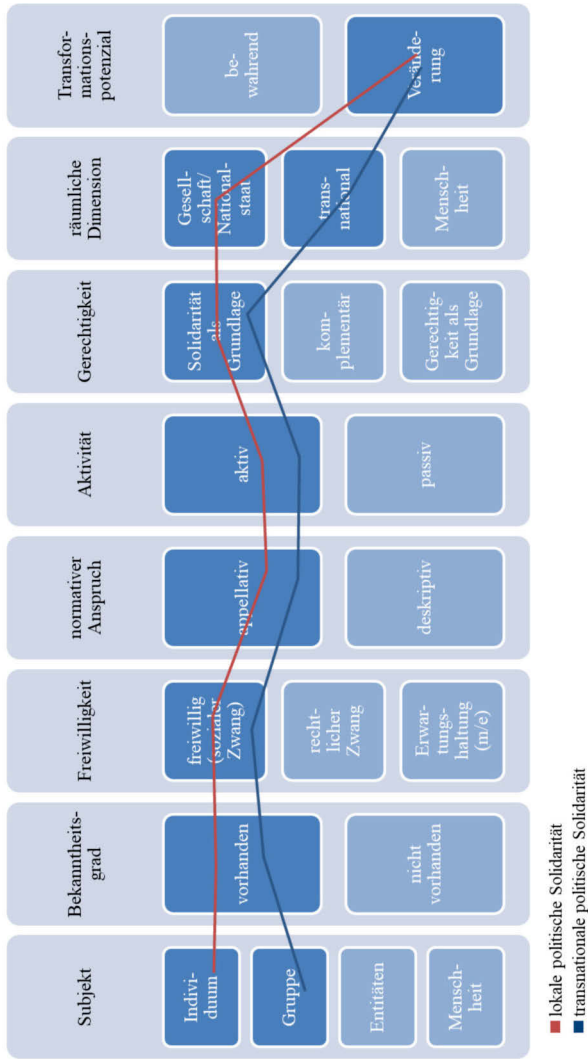 Subjekt
Indivi-
duum
Gruppe
Entitäten
Mensch-
heit
Bekanntheits-
grad
vorhanden
nicht
vorhanden
Freiwilligkeit
freiwillig
(sozialer
Zwang)
recht-
licher
Zwang
Erwar-
tungs-
haltung
(m/e)
normativer
Anspruch
appellativ
deskriptiv
Aktivität
aktiv
passiv
Gerechtigkeit
Solidarität
als
Grundlage
kom-
plementär
Gerechtig-
keit als
Grundlage
räumliche
Dimension
Gesell-
schaft/
National-
staat
trans-
national
Mensch-
heit
Transfor-
mations-
potenzial
be-
wahrend
Verände-
rung
lokale politische Solidarität
transnationale politische Solidarität